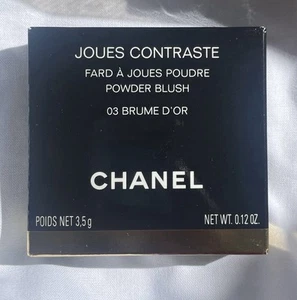 JOUES CONTRASTE
FARD À JOUES POUDRE
POWDER BLUSH
03 BRUME D'OR
CHANEL
POIDS NET 3,5 g NET WT. 0.12 OZ.